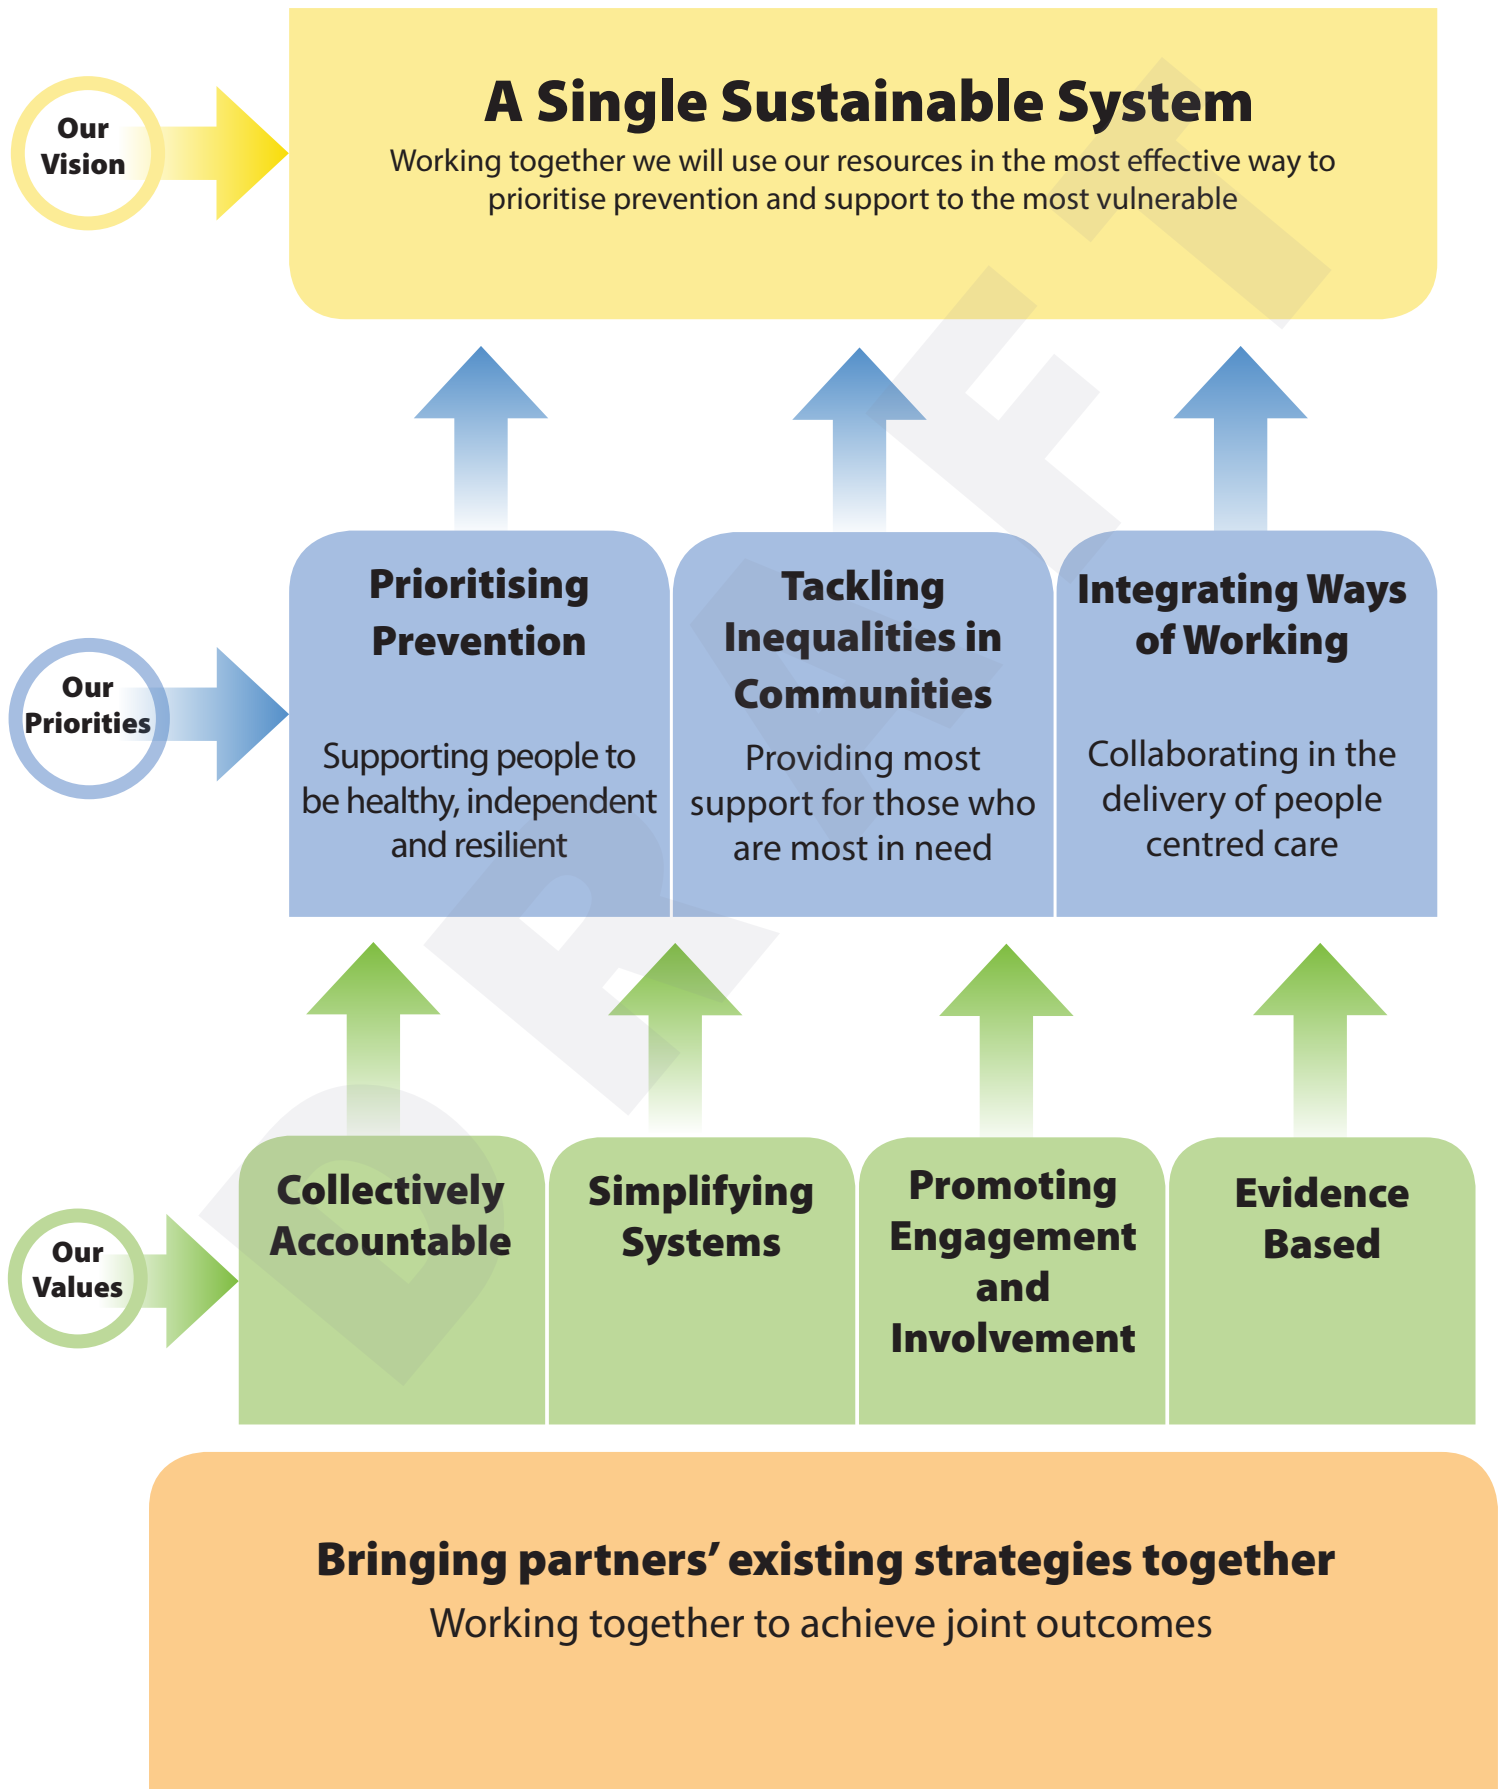 Our
Vision
A Single Sustainable System
Working together we will use our resources in the most effective way to
prioritise prevention and support to the most vulnerable
Our
Priorities
Prioritising
Prevention
Supporting people to
be healthy, independent
and resilient
Tackling
Inequalities in
Communities
Providing most
support for those who
are most in need
Integrating Ways
of Working
Collaborating in the
delivery of people
centred care
Our
Values
Collectively
Accountable
Simplifying
Systems
Promoting
Engagement
and
Involvement
Evidence
Based
Bringing partners’ existing strategies together
Working together to achieve joint outcomes
DRAFT